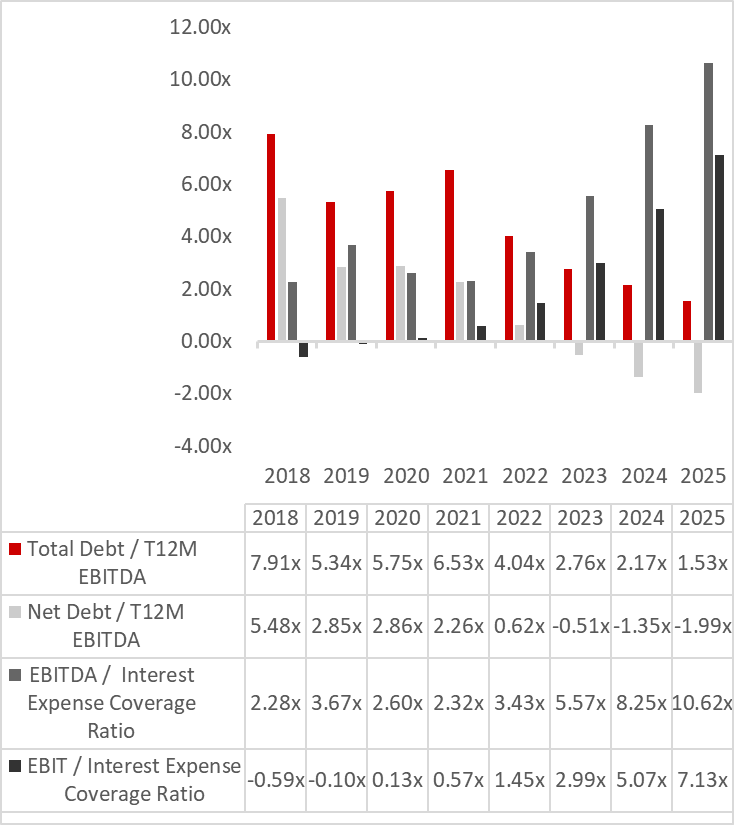 12.00x
10.00x
8.00x
6.00x
4.00x
2.00x
0.00x
-2.00x
-4.00x
2018 2019 2020 2021 2022 2023 2024 2025
2018 2019 2020 2021 2022 2023 2024 2025
Total Debt / T12M
EBITDA
7.91x 5.34x 5.75x 6.53x 4.04x 2.76x 2.17x 1.53x
Net Debt / T12M
EBITDA
5.48x 2.85x 2.86x 2.26x 0.62x -0.51x -1.35x -1.99x
EBITDA / Interest
Expense Coverage
Ratio
2.28x 3.67x 2.60x 2.32x 3.43x 5.57x 8.25x 10.62x
EBIT / Interest Expense
Coverage Ratio
-0.59x -0.10x 0.13x 0.57x 1.45x 2.99x 5.07x 7.13x